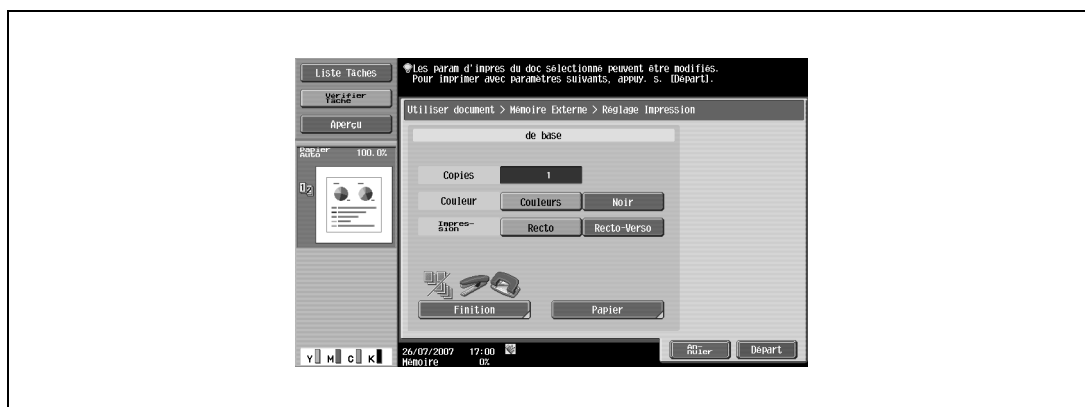 Liste Tâches
Vérifier
Tâche
Aperçu
Papier
Auto 100.0%
Les param d'impres du doc sélectionné peuvent être modifiés.
Pour imprimer avec paramètres suivants, appuy. s. [Départ].
Utiliser document > Mémoire Externe > Réglage Impression
de base
Copies 1
Couleur Couleurs Noir
Impres-
sion Recto Recto-Verso
Finition Papier
Y M C K
26/07/2007 17:00
Mémoire 0%
An-
nuler Départ